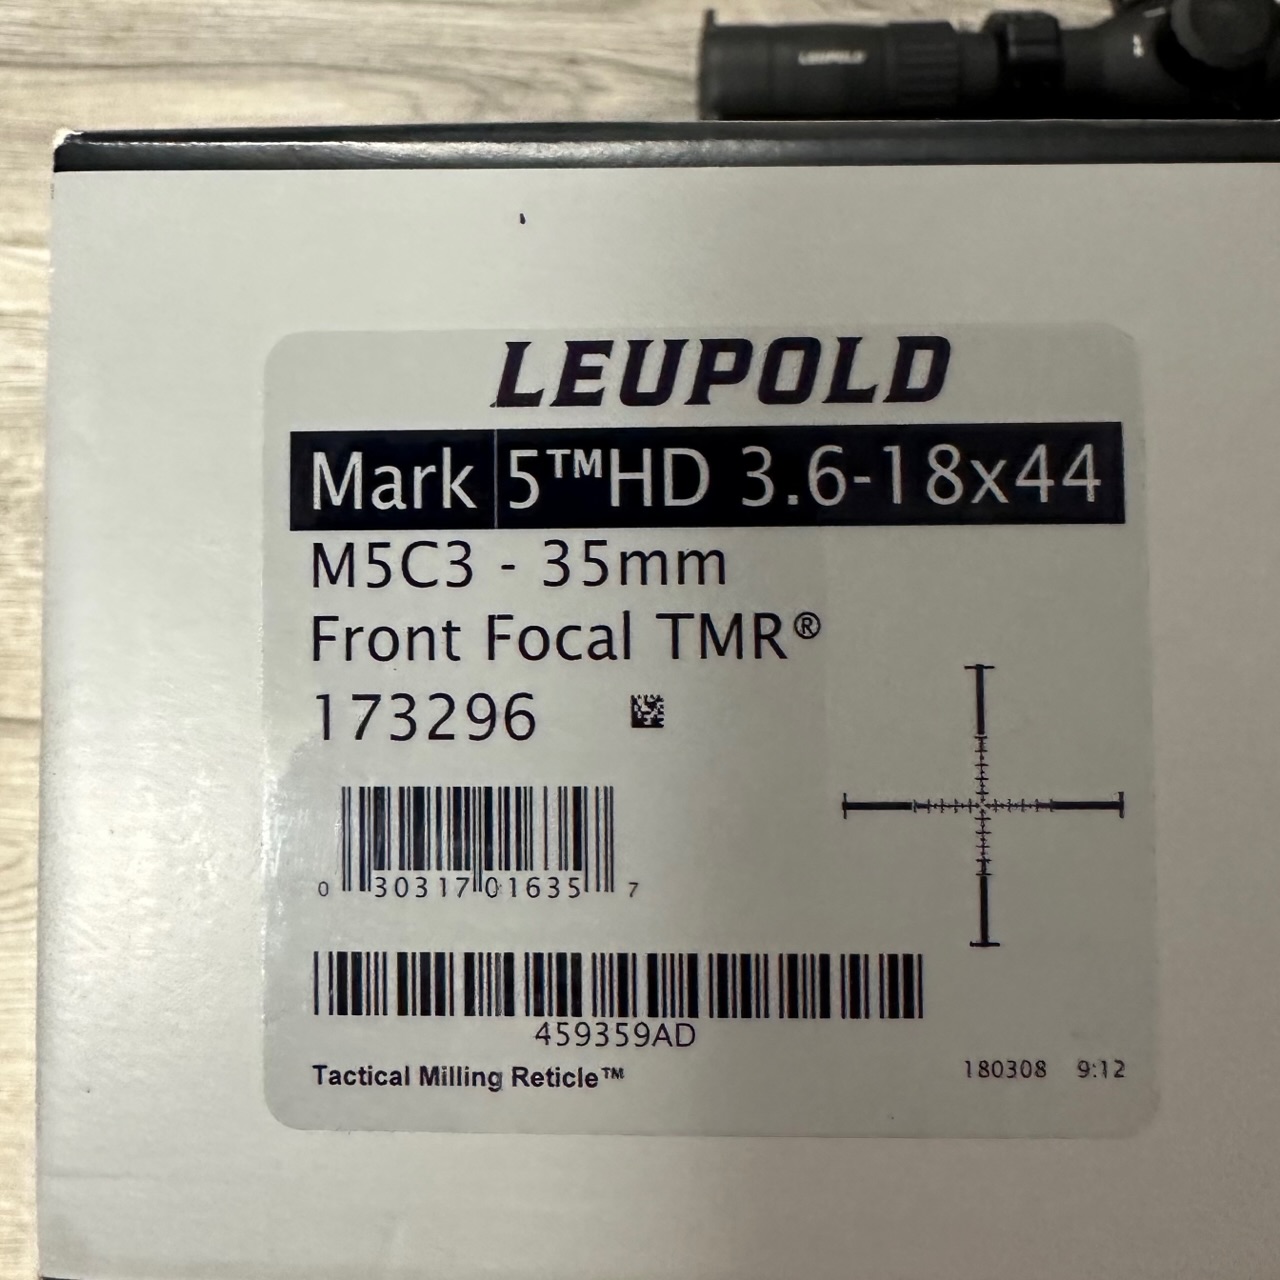 LEUPOLD
LEUPOLD
Mark 5™HD 3.6-18x44
M5C3 - 35mm
Front Focal TMR®
173296
0 30317 01635 7
459359AD
Tactical Milling Reticle™
180308 9:12